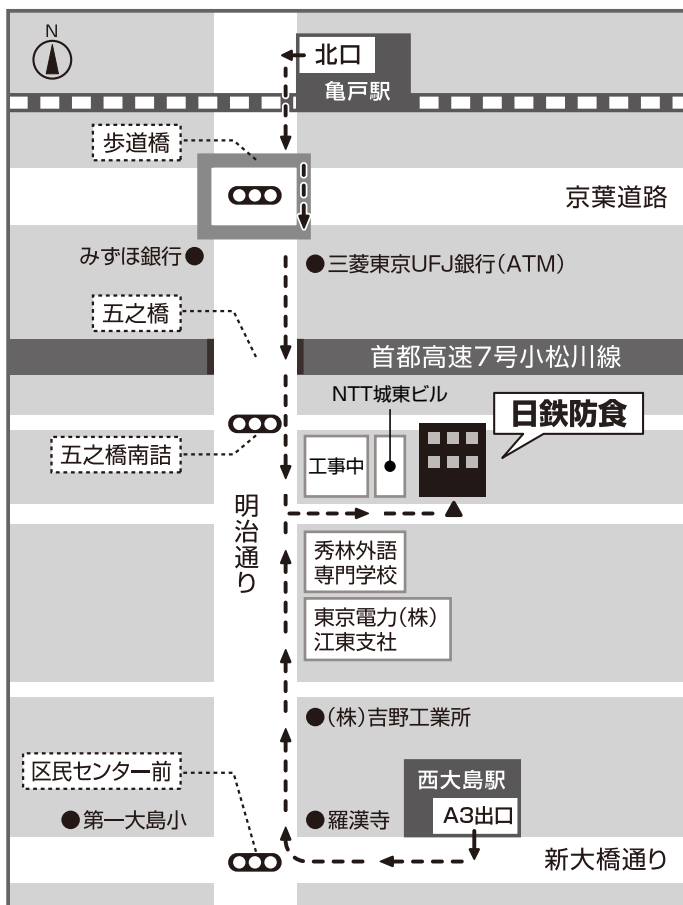 N
北口
亀戸駅
歩道橋
京葉道路
みずほ銀行
三菱東京UFJ銀行(ATM)
五之橋
首都高速7号小松川線
NTT城東ビル
日鉄防食
五之橋南詰
工事中
明治通り
秀林外語
専門学校
東京電力(株)
江東支社
(株)吉野工業所
区民センター前
西大島駅
第一大島小
羅漢寺
A3出口
新大橋通り